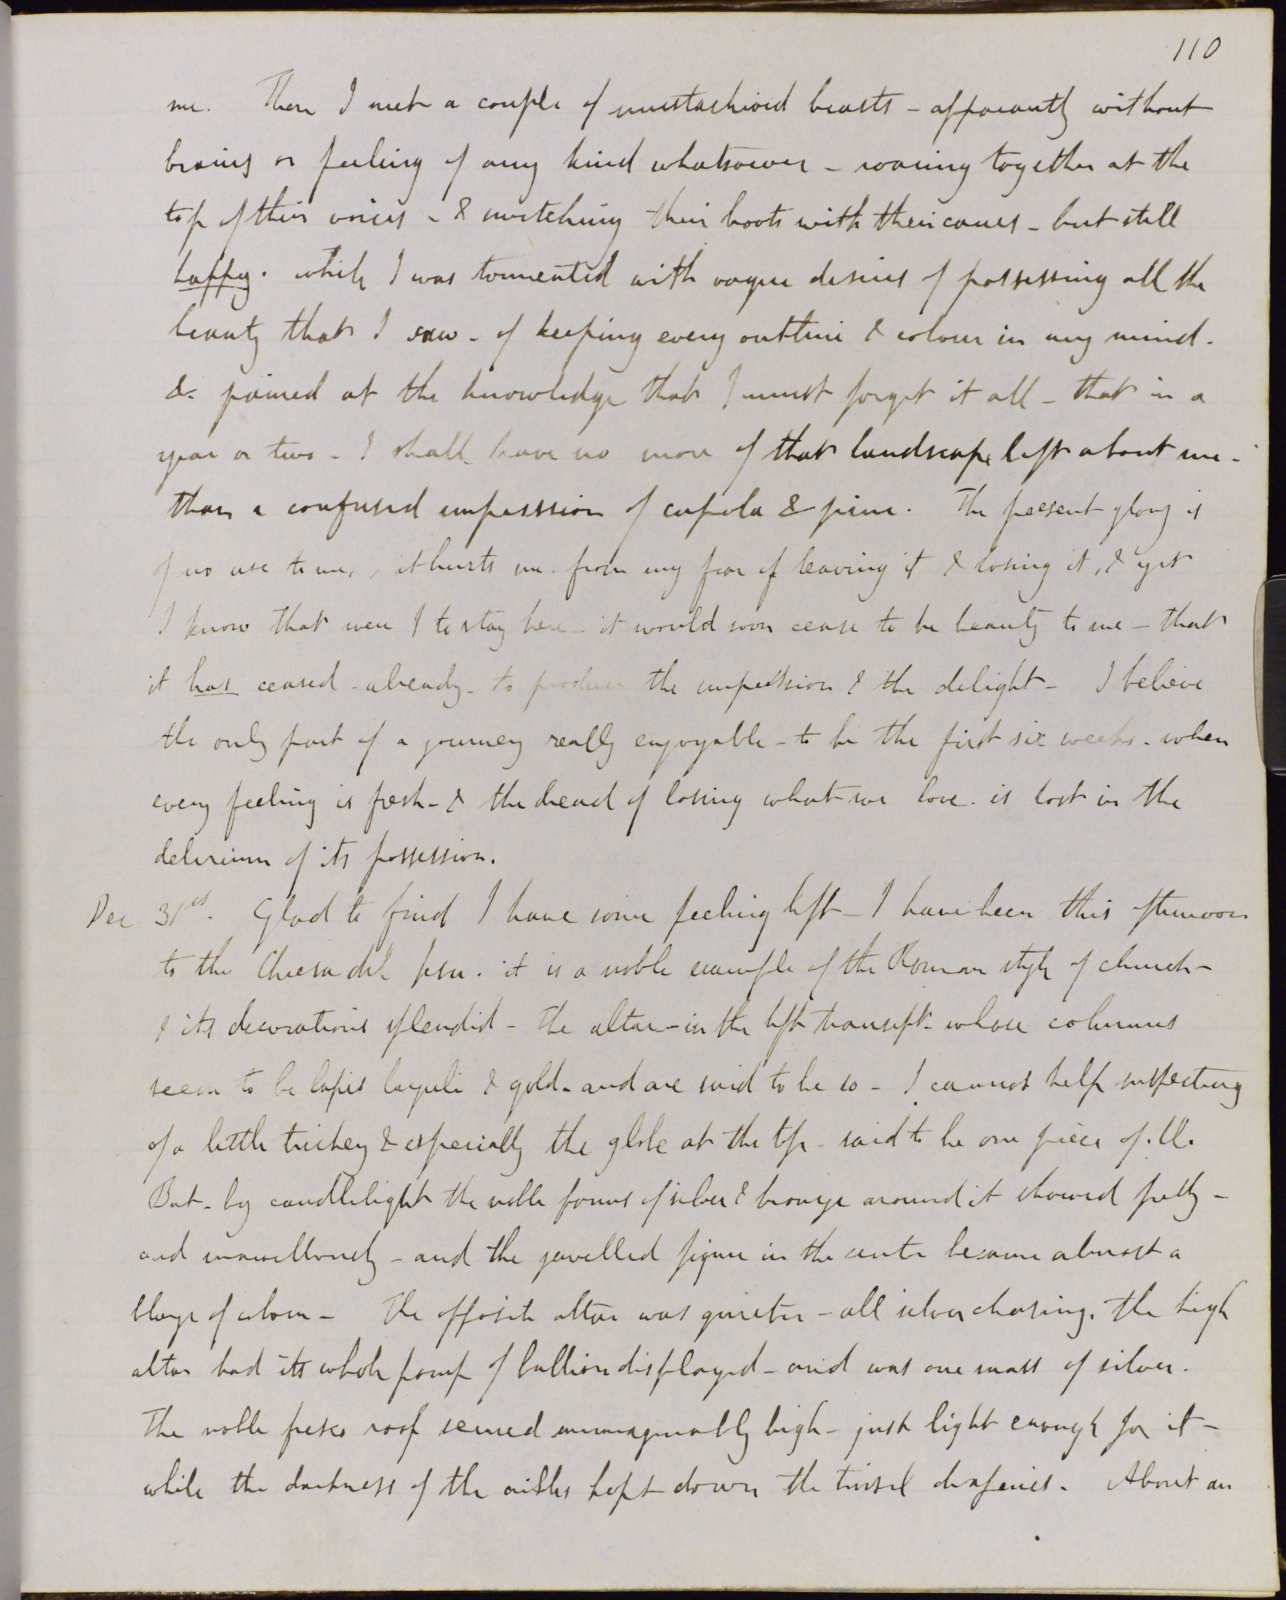 110
me. There I met a couple of mustachioed beasts - apparently without
brains or feeling of any kind whatsoever - roaring together at the
top of their voices - & switching their boots with their canes - but still
happy. while I was tormented with vague desires of possessing all the
beauty that I saw - of keeping every outline & colour in my mind.
& pained at the knowledge that I must forget it all - that in a
year or two - I shall have no more of that landscape left about me -
than a confused impression of cupola & pine. The present glory is
of no use to me, it hurts me from my fear of leaving it & losing it, & yet
I know that were I to stay here - it would soon cease to be beauty to me - that
it has ceased - already - to produce the impression & the delight - I believe
the only part of a journey really enjoyable - to be the first six weeks - when
every feeling is fresh - & the dread of losing what we love - is lost in the
delirium of its possession.
Dec 31st. Glad to find I have some feeling left - I have been this afternoon
to the Chiesa del Jesu. it is a noble example of the Roman style of church -
& its decorations splendid - The altar - in the left transept - whose columns
seem to be lapis lazuli & gold - and are said to be so - I cannot help suspecting
of a little trickery & especially the globe at the top - said to be one piece of ll.
But - by candlelight the noble forms of silver & bronze around it showed
and marvellously - and the jewelled figure in the centre became almost a
blaze of colour - The opposite altar was quieter - all silver chasing. The high
altar had its whole pomp of bullion displayed - and was one mass of silver.
The noble fresco roof seemed unimaginably high - just light enough for it -
while the darkness of the aisles kept down the tinsel draperies. About an